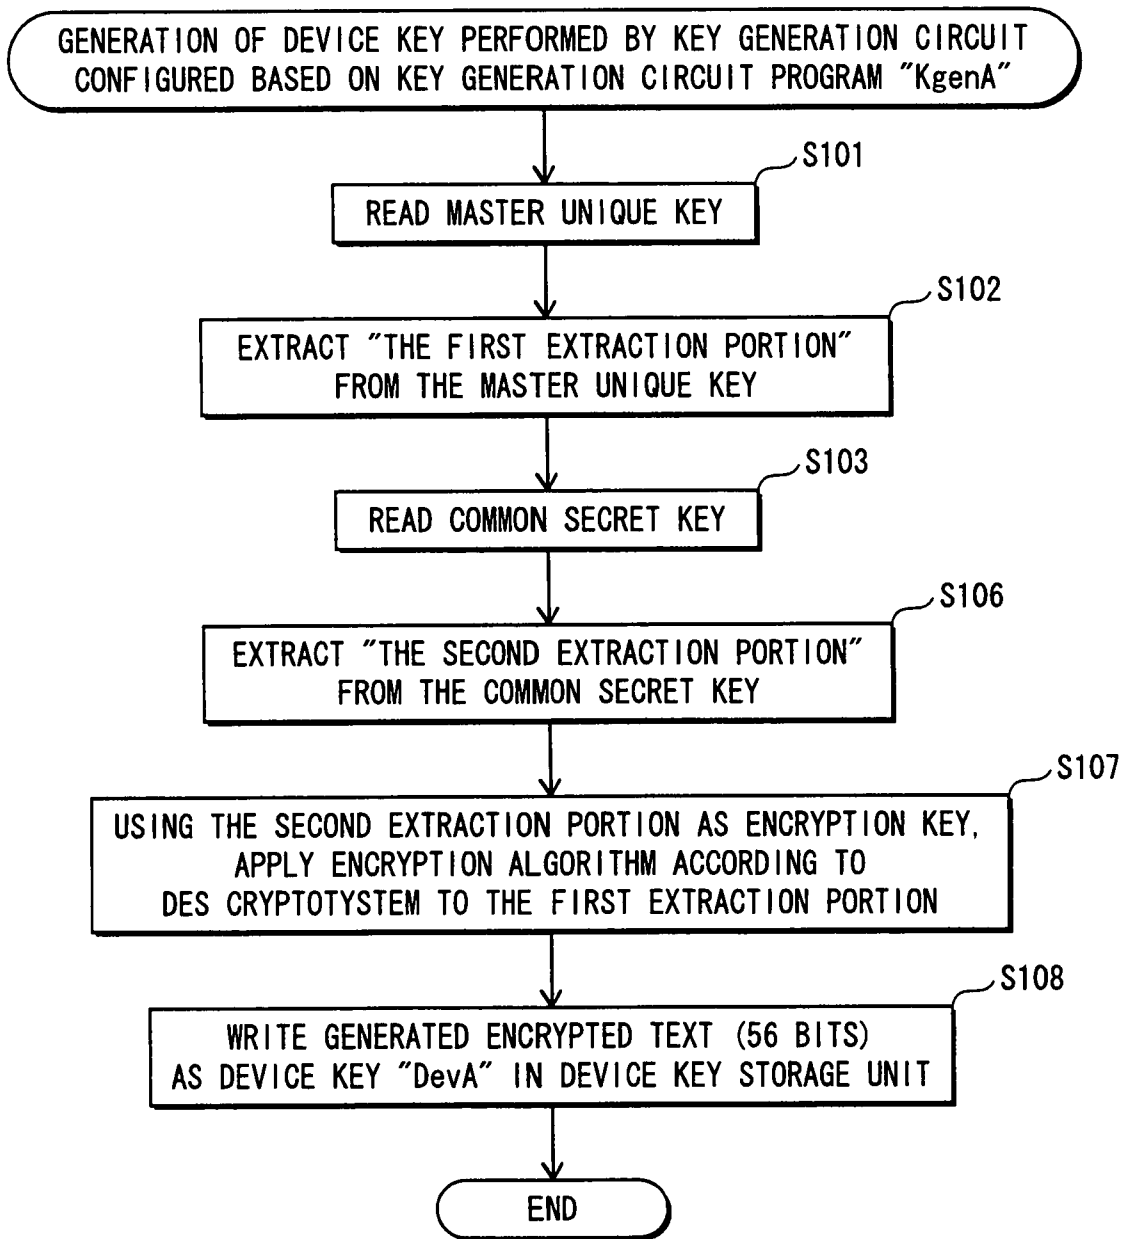 GENERATION OF DEVICE KEY PERFORMED BY KEY GENERATION CIRCUIT
CONFIGURED BASED ON KEY GENERATION CIRCUIT PROGRAM "KgenA"
S101
READ MASTER UNIQUE KEY
S102
EXTRACT "THE FIRST EXTRACTION PORTION"
FROM THE MASTER UNIQUE KEY
S103
READ COMMON SECRET KEY
S106
EXTRACT "THE SECOND EXTRACTION PORTION"
FROM THE COMMON SECRET KEY
S107
USING THE SECOND EXTRACTION PORTION AS ENCRYPTION KEY,
APPLY ENCRYPTION ALGORITHM ACCORDING TO
DES CRYPTOTYSTEM TO THE FIRST EXTRACTION PORTION
S108
WRITE GENERATED ENCRYPTED TEXT (56 BITS)
AS DEVICE KEY "DevA" IN DEVICE KEY STORAGE UNIT
END